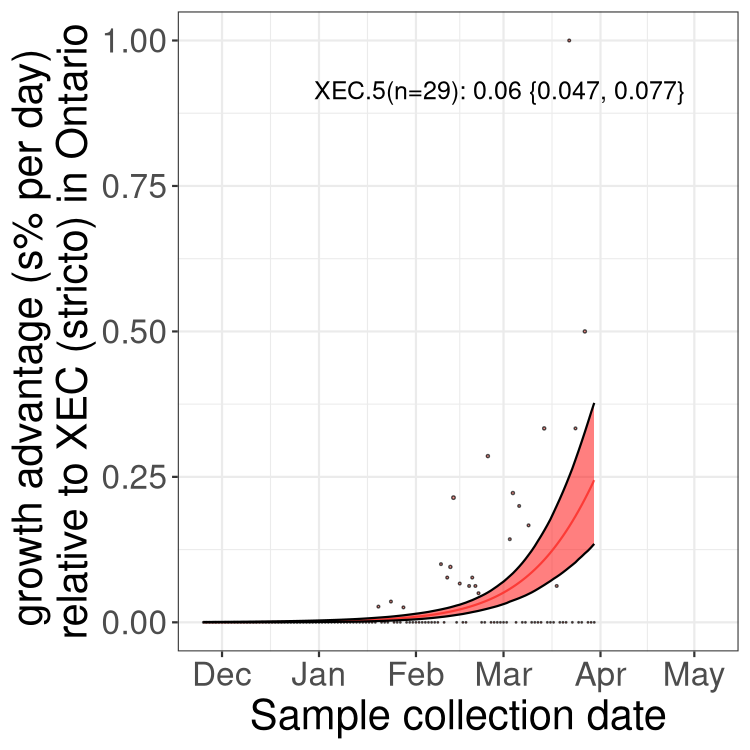 growth advantage (s% per day)
relative to XEC (stricto) in Ontario
1.00
0.75
0.50
0.25
0.00
XEC.5(n=29): 0.06 {0.047, 0.077}
Dec Jan Feb Mar Apr May
Sample collection date